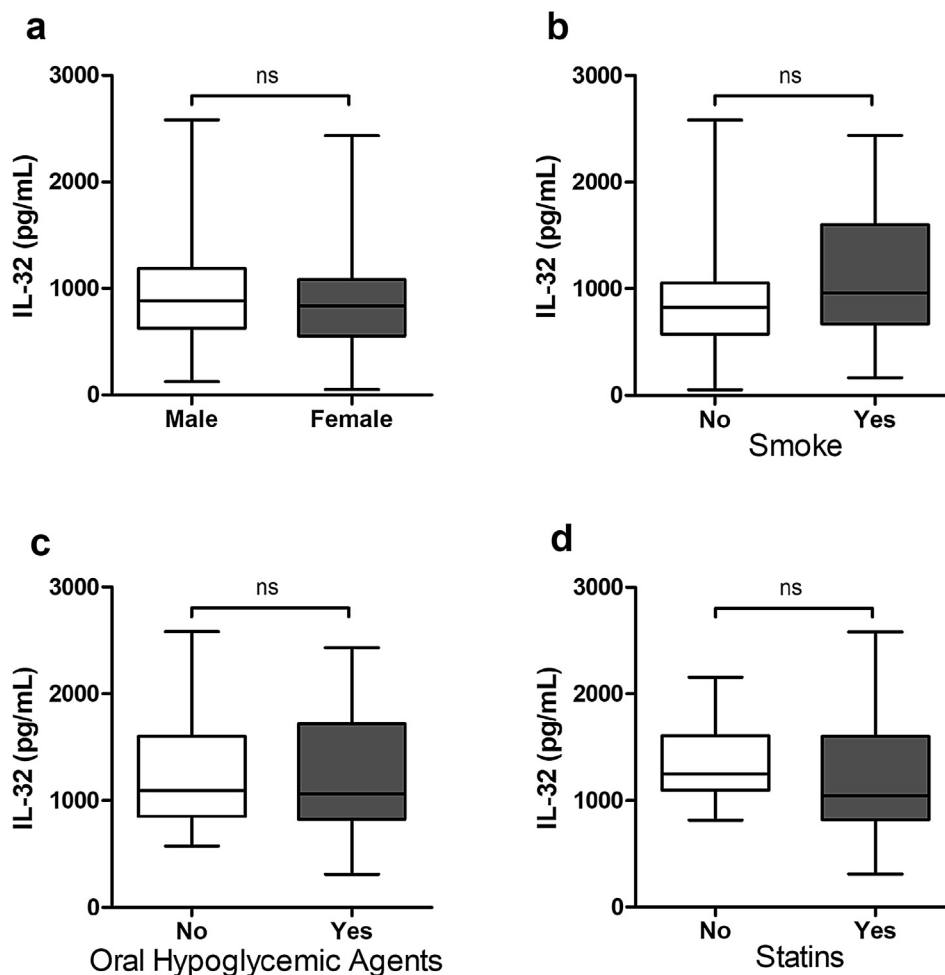 a
3000
2000
1000
0
IL-32 (pg/mL)
ns
Male
Female
b
3000
2000
1000
0
IL-32 (pg/mL)
ns
No
Yes
Smoke
c
3000
2000
1000
0
IL-32 (pg/mL)
ns
No
Yes
Oral Hypoglycemic Agents
d
3000
2000
1000
0
IL-32 (pg/mL)
ns
No
Yes
Statins